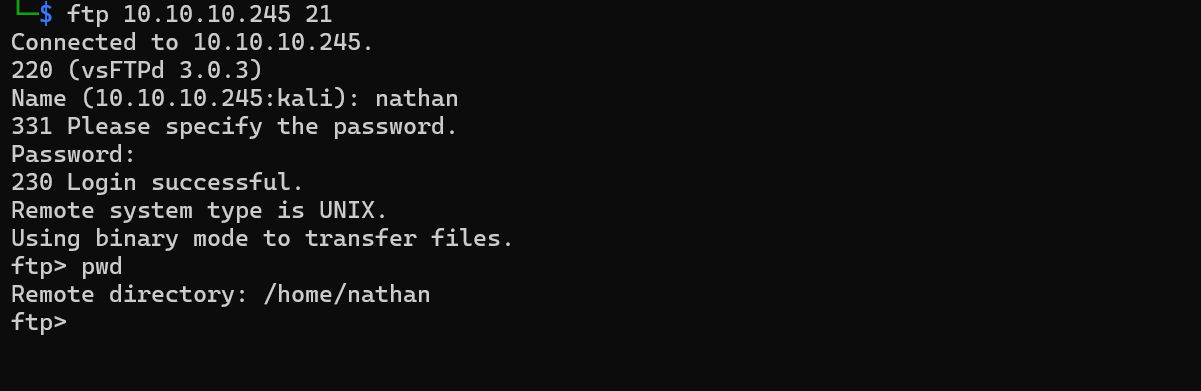 └─$ ftp 10.10.10.245 21
Connected to 10.10.10.245.
220 (vsFTPd 3.0.3)
Name (10.10.10.245:kali): nathan
331 Please specify the password.
Password:
230 Login successful.
Remote system type is UNIX.
Using binary mode to transfer files.
ftp> pwd
Remote directory: /home/nathan
ftp>